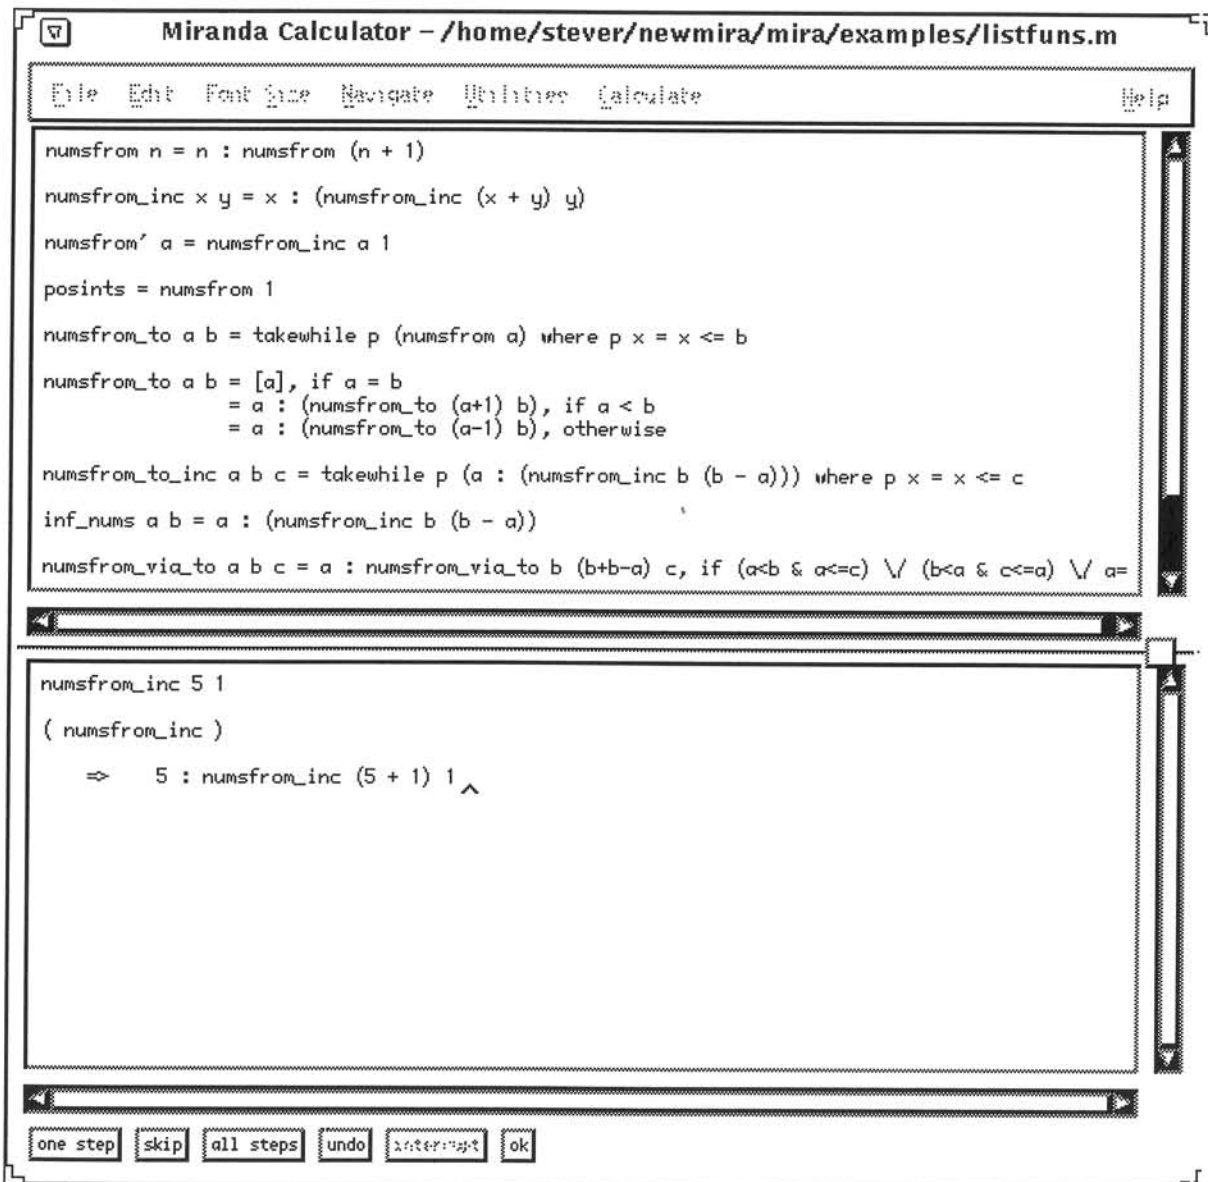 Miranda Calculator – /home/stever/newmira/mira/examples/listfuns.m
File Edit Font Size Navigate Utilities Calculate Help
numsfrom n = n : numsfrom (n + 1)
numsfrom_inc x y = x : (numsfrom_inc (x + y) y)
numsfrom´ a = numsfrom_inc a 1
posints = numsfrom 1
numsfrom_to a b = takewhile p (numsfrom a) where p x = x <= b
numsfrom_to a b = [a], if a = b
= a : (numsfrom_to (a+1) b), if a < b
= a : (numsfrom_to (a-1) b), otherwise
numsfrom_to_inc a b c = takewhile p (a : (numsfrom_inc b (b - a))) where p x = x <= c
inf_nums a b = a : (numsfrom_inc b (b - a))
numsfrom_via_to a b c = a : numsfrom_via_to b (b+b-a) c, if (a<b & a<=c) \/ (b<a & c<=a) \/ a=
numsfrom_inc 5 1
( numsfrom_inc )
=> 5 : numsfrom_inc (5 + 1) 1
one step skip all steps undo interrupt ok